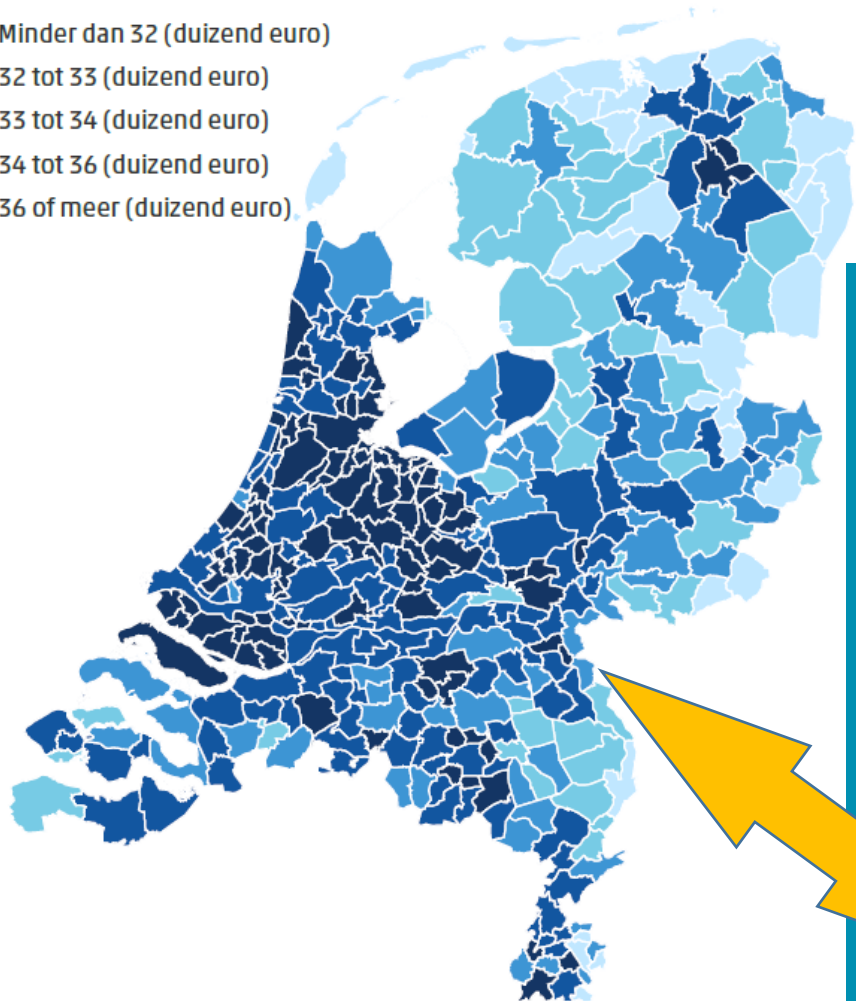 Minder dan 32 (duizend euro)
32 tot 33 (duizend euro)
33 tot 34 (duizend euro)
34 tot 36 (duizend euro)
36 of meer (duizend euro)